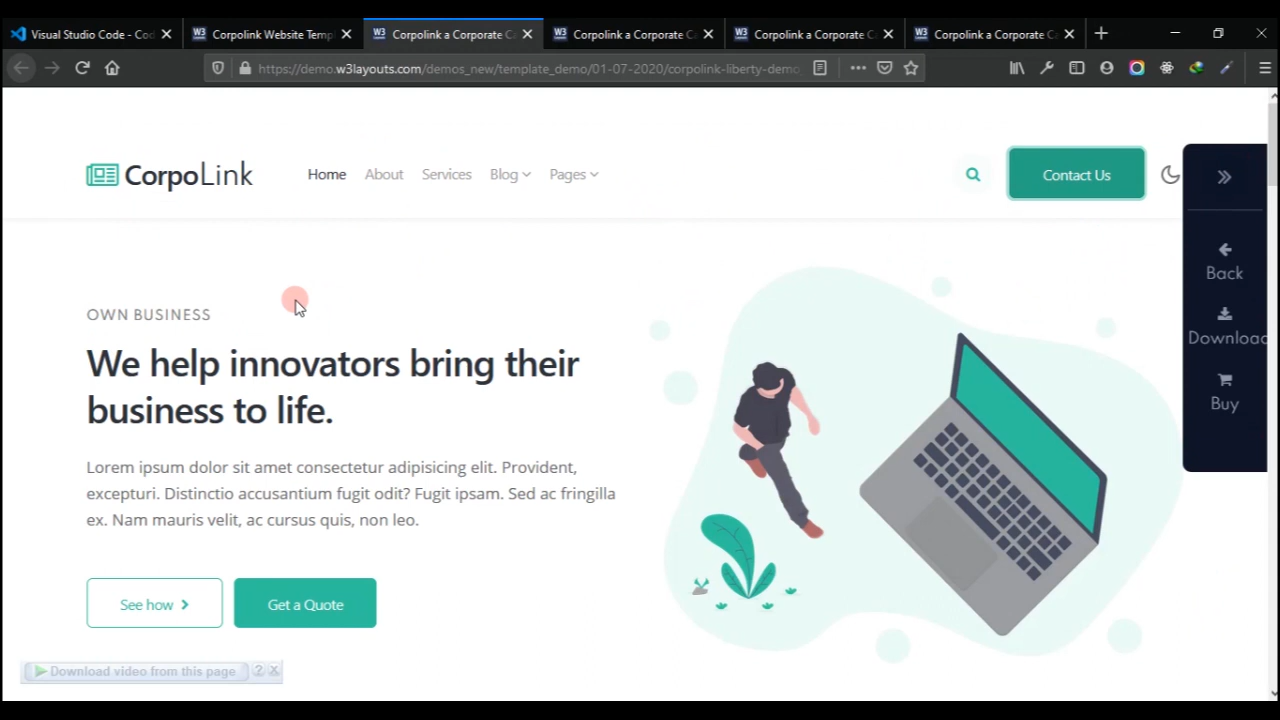 Visual Studio Code - Cod
Corpolink Website Temp
Corpolink a Corporate C
Corpolink a Corporate Ca
Corpolink a Corporate Ca
Corpolink a Corporate Ca
https://demo.w3layouts.com/demos_new/template_demo/01-07-2020/corpolink-liberty-demo_
CorpoLink
Home About Services Blog Pages
Contact Us
Back
Download
Buy
OWN BUSINESS
We help innovators bring their
business to life.
Lorem ipsum dolor sit amet consectetur adipisicing elit. Provident,
excepturi. Distinctio accusantium fugit odit? Fugit ipsam. Sed ac fringilla
ex. Nam mauris velit, ac cursus quis, non leo.
See how Get a Quote
Download video from this page ? X